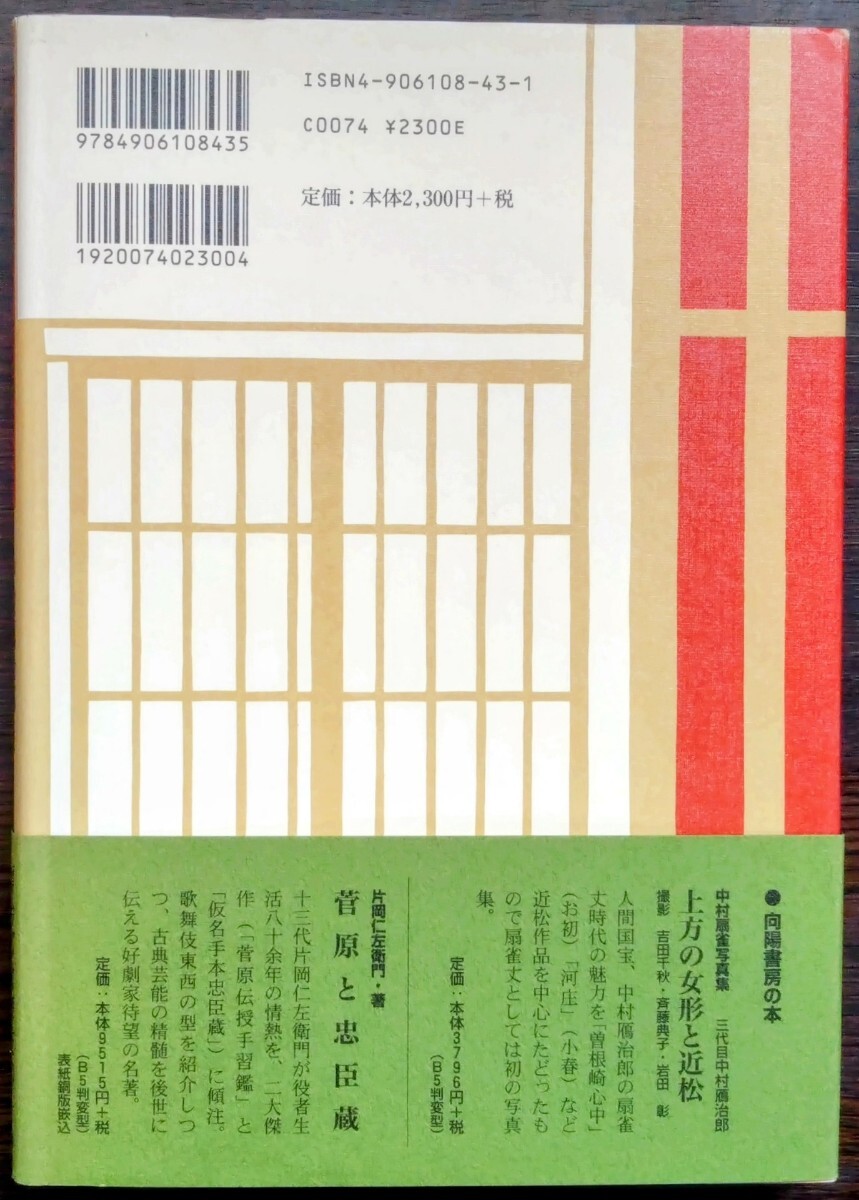 ISBN4-906108-43-1
9784906108435
C0074 ¥2300E
定価：本体2,300円＋税
1920074023004
● 向陽書房の本
中村扇雀写真集　三代目中村鴈治郎
上方の女形と近松
撮影 吉田千秋・斉藤典子・岩田 彰
人間国宝、中村鴈治郎の扇雀
丈時代の魅力を「曽根崎心中」
（お初）「河庄」（小春）など
近松作品を中心にたどったも
ので扇雀丈としては初の写真
集。
定価：本体3796円＋税
（B5判変型）
片岡仁左衛門・著
菅原と忠臣蔵
十三代片岡仁左衛門が役者生
活八十余年の情熱を、二大傑
作（「菅原伝授手習鑑」と
「仮名手本忠臣蔵」）に傾注。
歌舞伎東西の型を紹介しつ
つ、古典芸能の精髄を後世に
伝える好劇家待望の名著。
定価：本体9515円＋税
（B5判変型）
表紙銅版嵌込